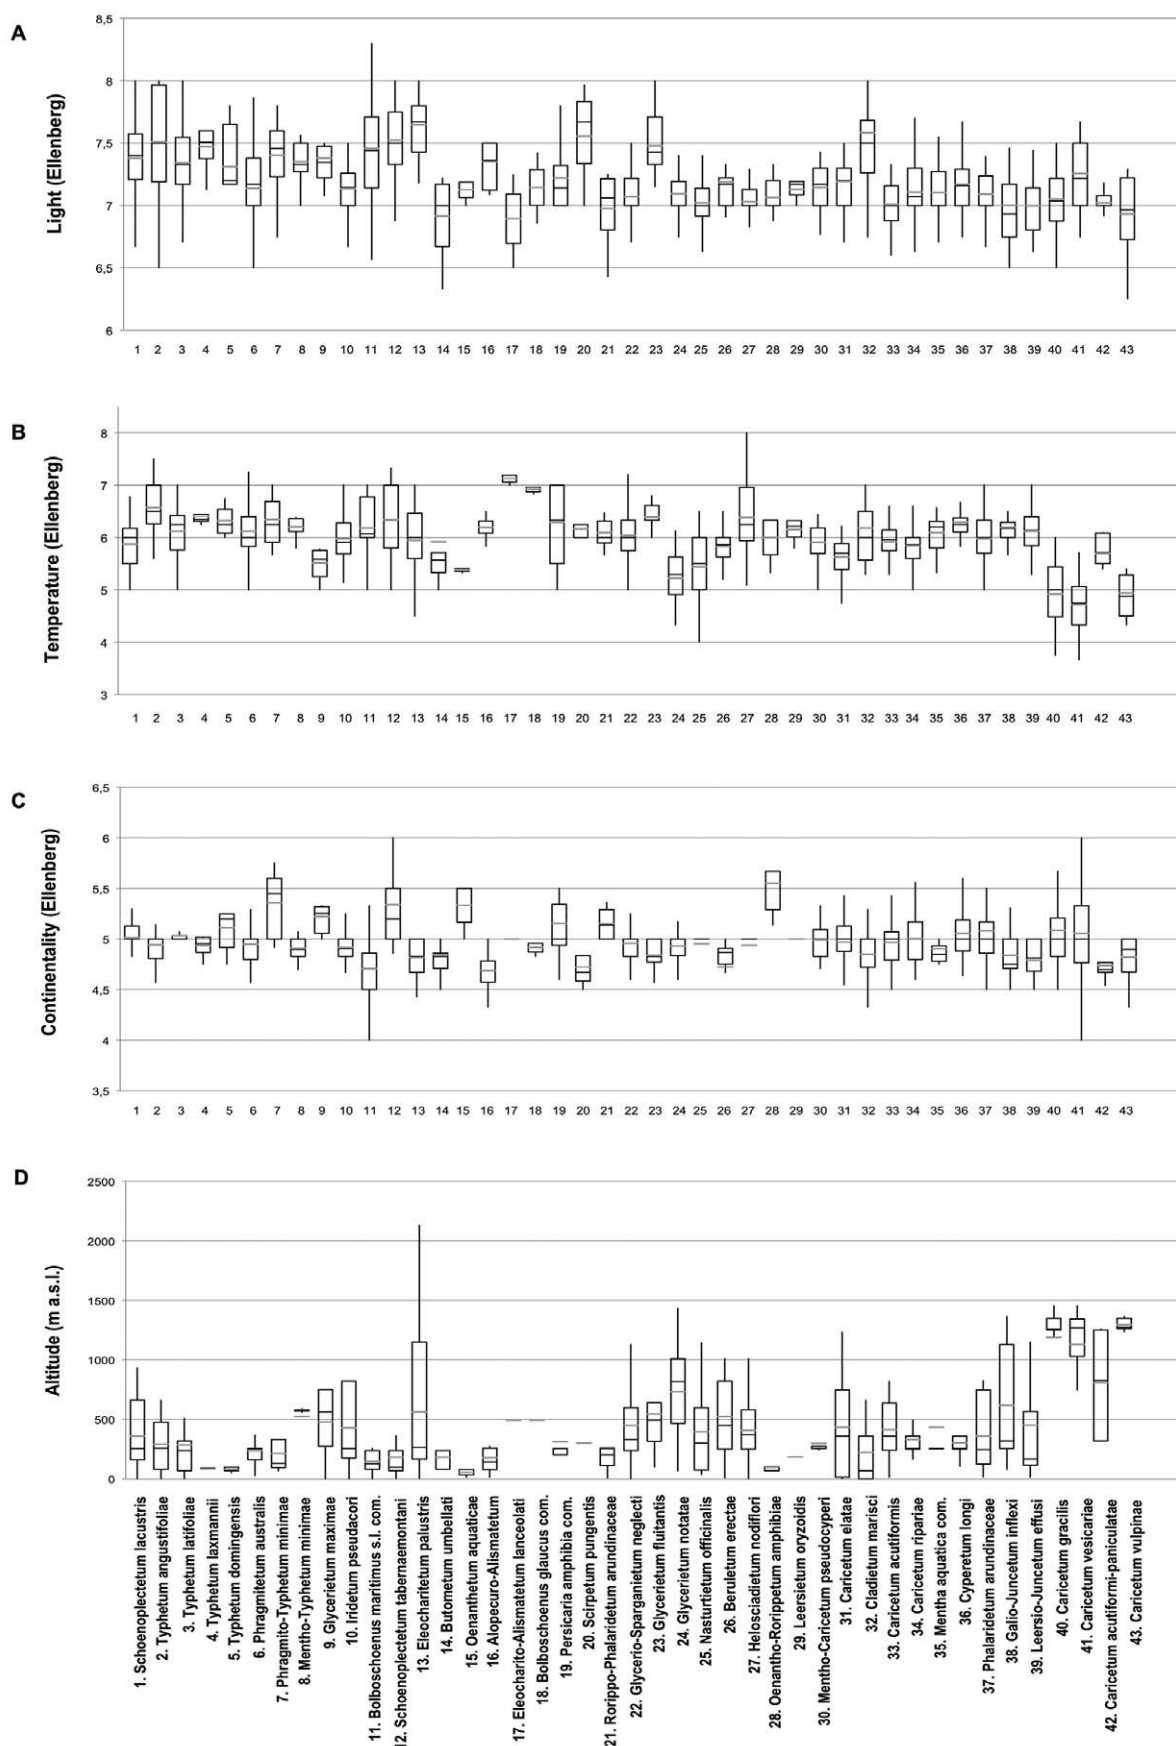 A
Light (Ellenberg)
8,5
8
7,5
7
6,5
6
1 2 3 4 5 6 7 8 9 10 11 12 13 14 15 16 17 18 19 20 21 22 23 24 25 26 27 28 29 30 31 32 33 34 35 36 37 38 39 40 41 42 43
B
Temperature (Ellenberg)
8
7
6
5
4
3
1 2 3 4 5 6 7 8 9 10 11 12 13 14 15 16 17 18 19 20 21 22 23 24 25 26 27 28 29 30 31 32 33 34 35 36 37 38 39 40 41 42 43
C
Continentality (Ellenberg)
6,5
6
5,5
5
4,5
4
3,5
1 2 3 4 5 6 7 8 9 10 11 12 13 14 15 16 17 18 19 20 21 22 23 24 25 26 27 28 29 30 31 32 33 34 35 36 37 38 39 40 41 42 43
D
Altitude (m a.s.l.)
2500
2000
1500
1000
500
0
1. Schoenoplectetum lacustris
2. Typhetum angustifoliae
3. Typhetum latifoliae
4. Typhetum laxmannii
5. Typhetum domingensis
6. Phragmitetum australis
7. Phragmito-Typhetum minimae
8. Mentho-Typhetum minimae
9. Glycerietum maximae
10. Iridetum pseudacori
11. Bolboschoenus maritimus s.l. com.
12. Schoenoplectetum tabernaemontani
13. Eleocharitetum palustris
14. Butometum umbellati
15. Oenanthetum aquaticae
16. Alopecuro-Alismatetum
17. Eleocharito-Alismatetum lanceolati
18. Bolboschoenus glaucus com.
19. Persicaria amphibia com.
20. Scirpetum pungentis
21. Rorippo-Phalaridetum arundinaceae
22. Glycerio-Sparganietum neglecti
23. Glycerietum fluitantis
24. Glycerietum notatae
25. Nasturtietum officinalis
26. Beruletum erectae
27. Helosciadietum nodiflori
28. Oenantho-Rorippetum amphibiae
29. Leersietum oryzoidis
30. Mentho-Caricetum pseudocyperi
31. Caricetum elatae
32. Cladietum marisci
33. Caricetum acutiformis
34. Caricetum ripariae
35. Mentha aquatica com.
36. Cyperetum longi
37. Phalaridetum arundinaceae
38. Galio-Juncetum inflexi
39. Leersio-Juncetum effusi
40. Caricetum gracilis
41. Caricetum vesicariae
42. Caricetum acutiformi-paniculatae
43. Caricetum vulpinae